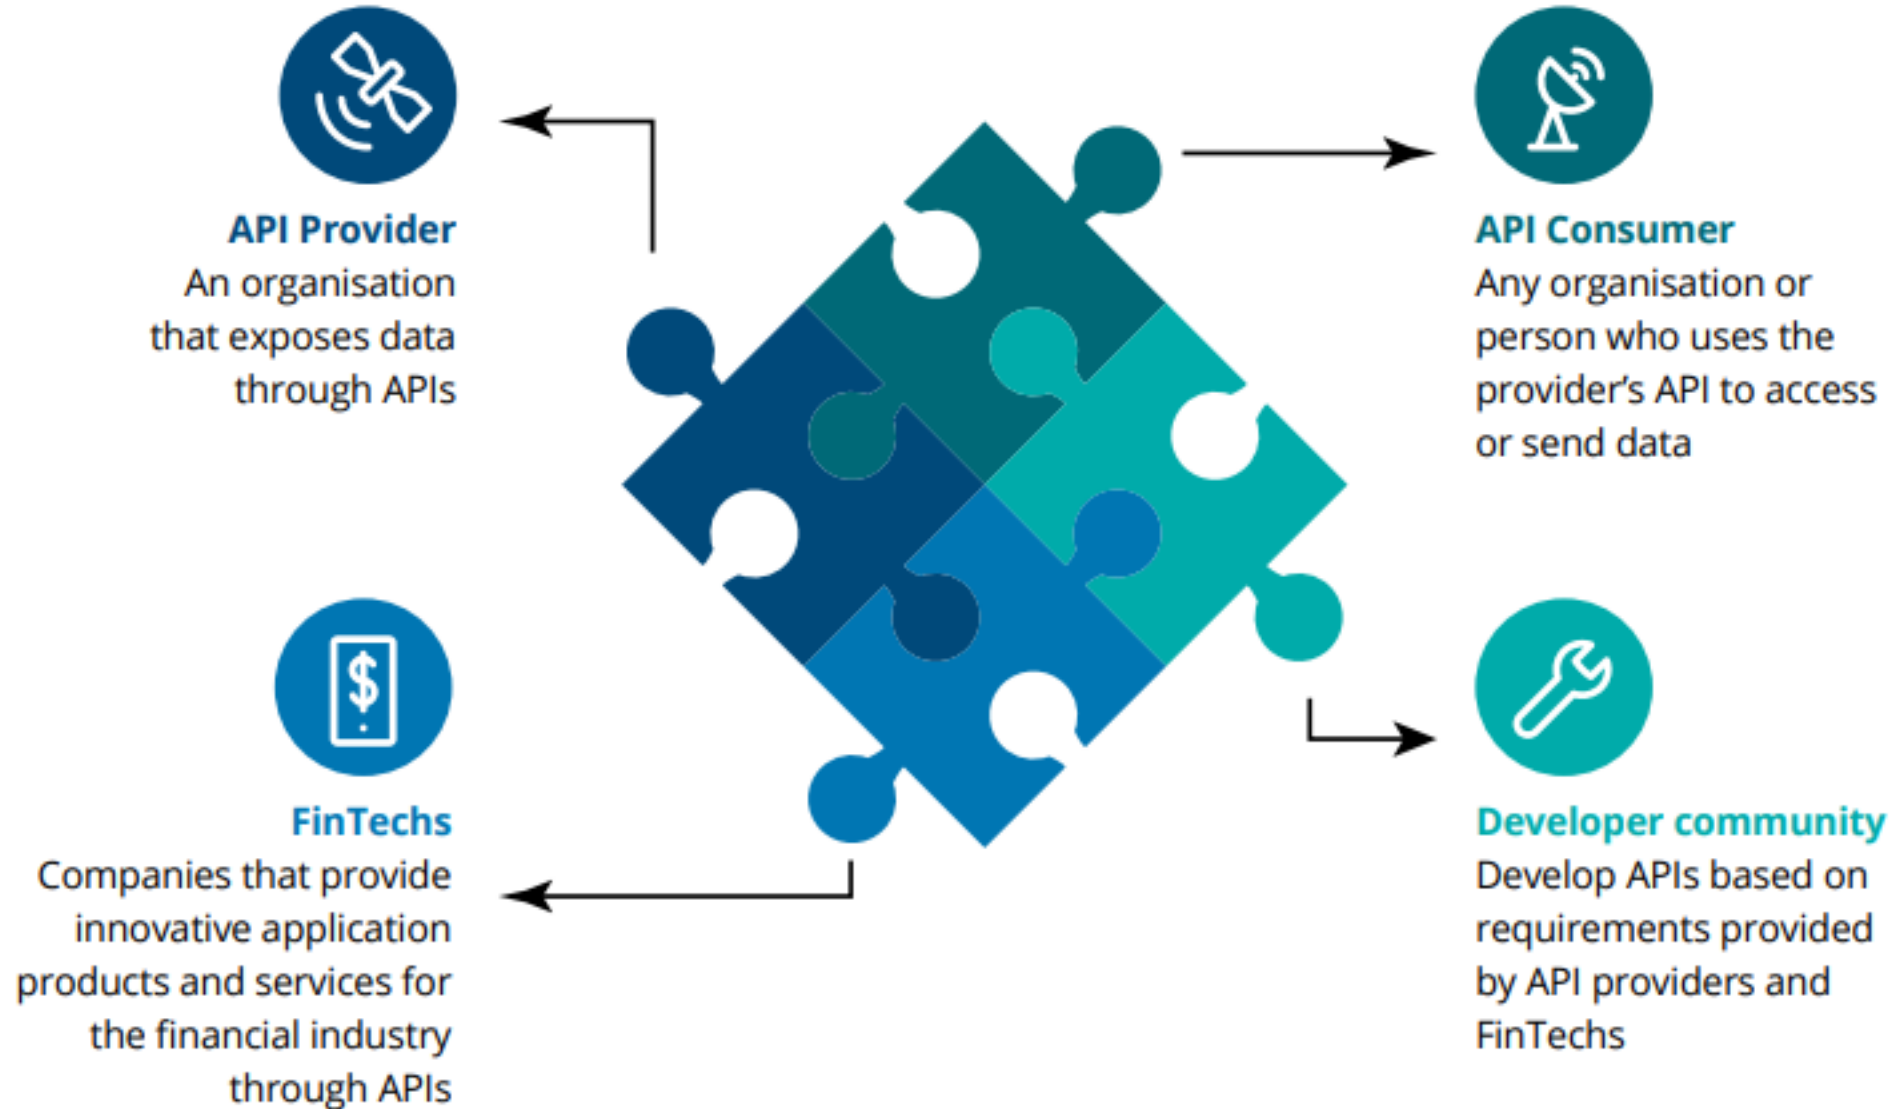 API Provider
An organisation
that exposes data
through APIs
API Consumer
Any organisation or
person who uses the
provider’s API to access
or send data
$
FinTechs
Companies that provide
innovative application
products and services for
the financial industry
through APIs
Developer community
Develop APIs based on
requirements provided
by API providers and
FinTechs